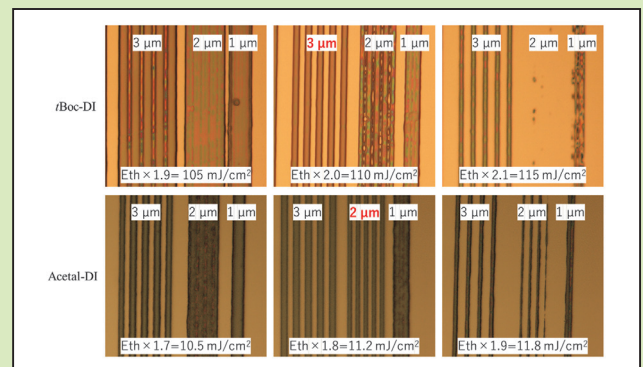 3 μm 2 μm 1 μm 3 μm 2 μm 1 μm 3 μm 2 μm 1 μm
tBoc-DI
Eth × 1.9= 105 mJ/cm² Eth × 2.0= 110 mJ/cm² Eth × 2.1= 115 mJ/cm²
3 μm 2 μm 1 μm 3 μm 2 μm 1 μm 3 μm 2 μm 1 μm
Acetal-DI
Eth × 1.7=10.5 mJ/cm² Eth × 1.8=11.2 mJ/cm² Eth × 1.9=11.8 mJ/cm²